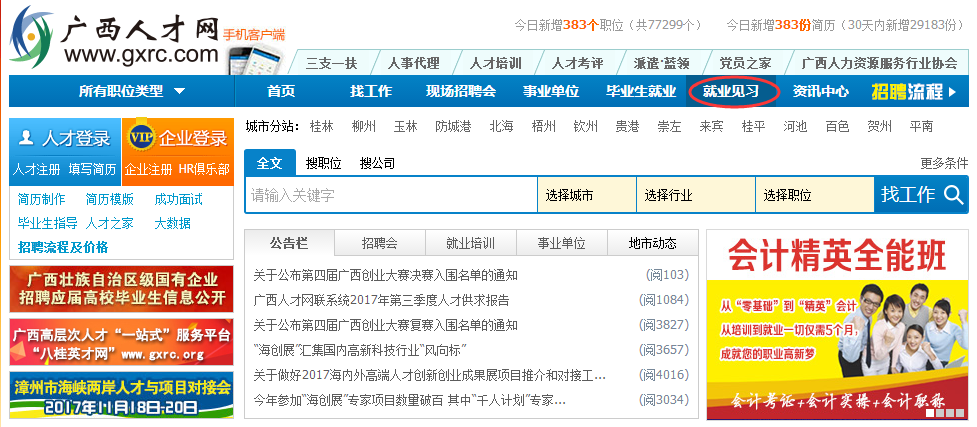 广西人才网
www.gxrc.com
手机客户端
今日新增383个职位（共77299个） 今日新增383份简历（30天内新增29183份）
三支一扶 人事代理 人才培训 人才考评 派遣·蓝领 党员之家 广西人力资源服务行业协会
所有职位类型 首页 找工作 现场招聘会 事业单位 毕业生就业 就业见习 资讯中心 招聘流程
人才登录 VIP 企业登录
人才注册 填写简历 企业注册 HR俱乐部
简历制作 简历模版 成功面试
毕业生指导 人才之家 大数据
招聘流程及价格
广西壮族自治区级国有企业
招聘应届高校毕业生信息公开
广西高层次人才“一站式”服务平台
“八桂英才网”www.gxrc.org
漳州市海峡两岸人才与项目对接会
2017年11月18日-20日
城市分站： 桂林 柳州 玉林 防城港 北海 梧州 钦州 贵港 崇左 来宾 桂平 河池 百色 贺州 平南
全文 搜职位 搜公司 更多条件
请输入关键字 选择城市 选择行业 选择职位 找工作
公告栏 招聘会 就业培训 事业单位 地市动态
关于公布第四届广西创业大赛决赛入围名单的通知 (阅103)
广西人才网联系统2017年第三季度人才供求报告 (阅1084)
关于公布第四届广西创业大赛复赛入围名单的通知 (阅3827)
“海创展”汇集国内高新科技行业“风向标” (阅3657)
关于做好2017海内外高端人才创新创业成果展项目推介和对接工... (阅4016)
今年参加“海创展”专家项目数量破百 其中“千人计划”专家... (阅3034)
会计精英全能班
从“零基础”到“精英”会计
从培训到就业一切仅需5个月，
成就您的职业高薪梦
会计考证+会计实操+会计职称